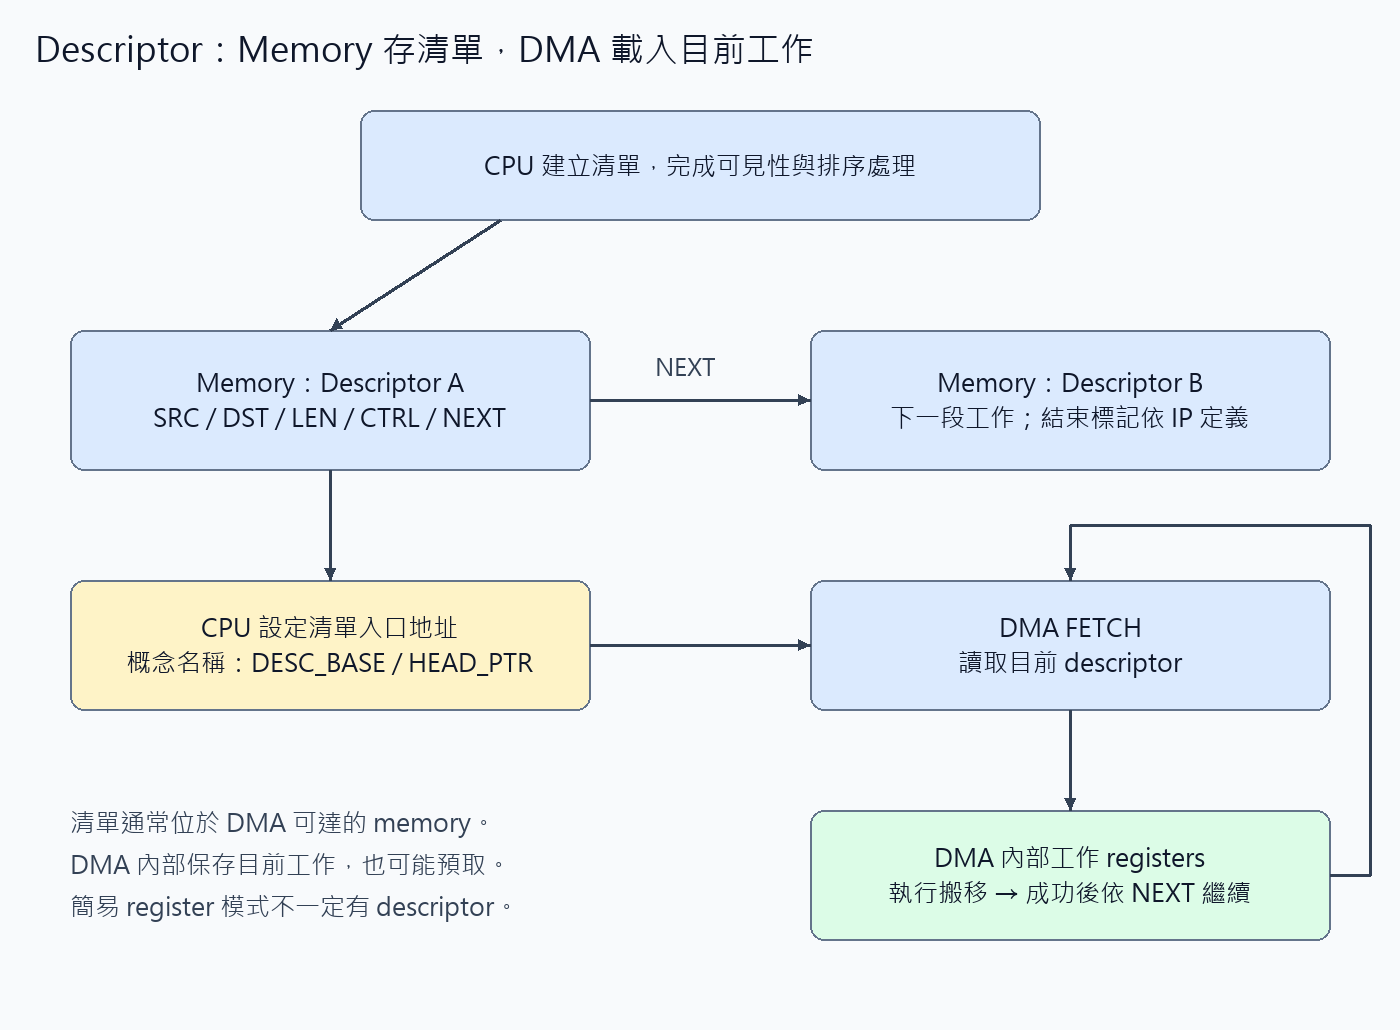 Descriptor：Memory 存清單，DMA 載入目前工作
CPU 建立清單，完成可見性與排序處理
Memory：Descriptor A
SRC / DST / LEN / CTRL / NEXT
NEXT
Memory：Descriptor B
下一段工作；結束標記依 IP 定義
CPU 設定清單入口地址
概念名稱：DESC_BASE / HEAD_PTR
DMA FETCH
讀取目前 descriptor
清單通常位於 DMA 可達的 memory。
DMA 內部保存目前工作，也可能預取。
簡易 register 模式不一定有 descriptor。
DMA 內部工作 registers
執行搬移 → 成功後依 NEXT 繼續